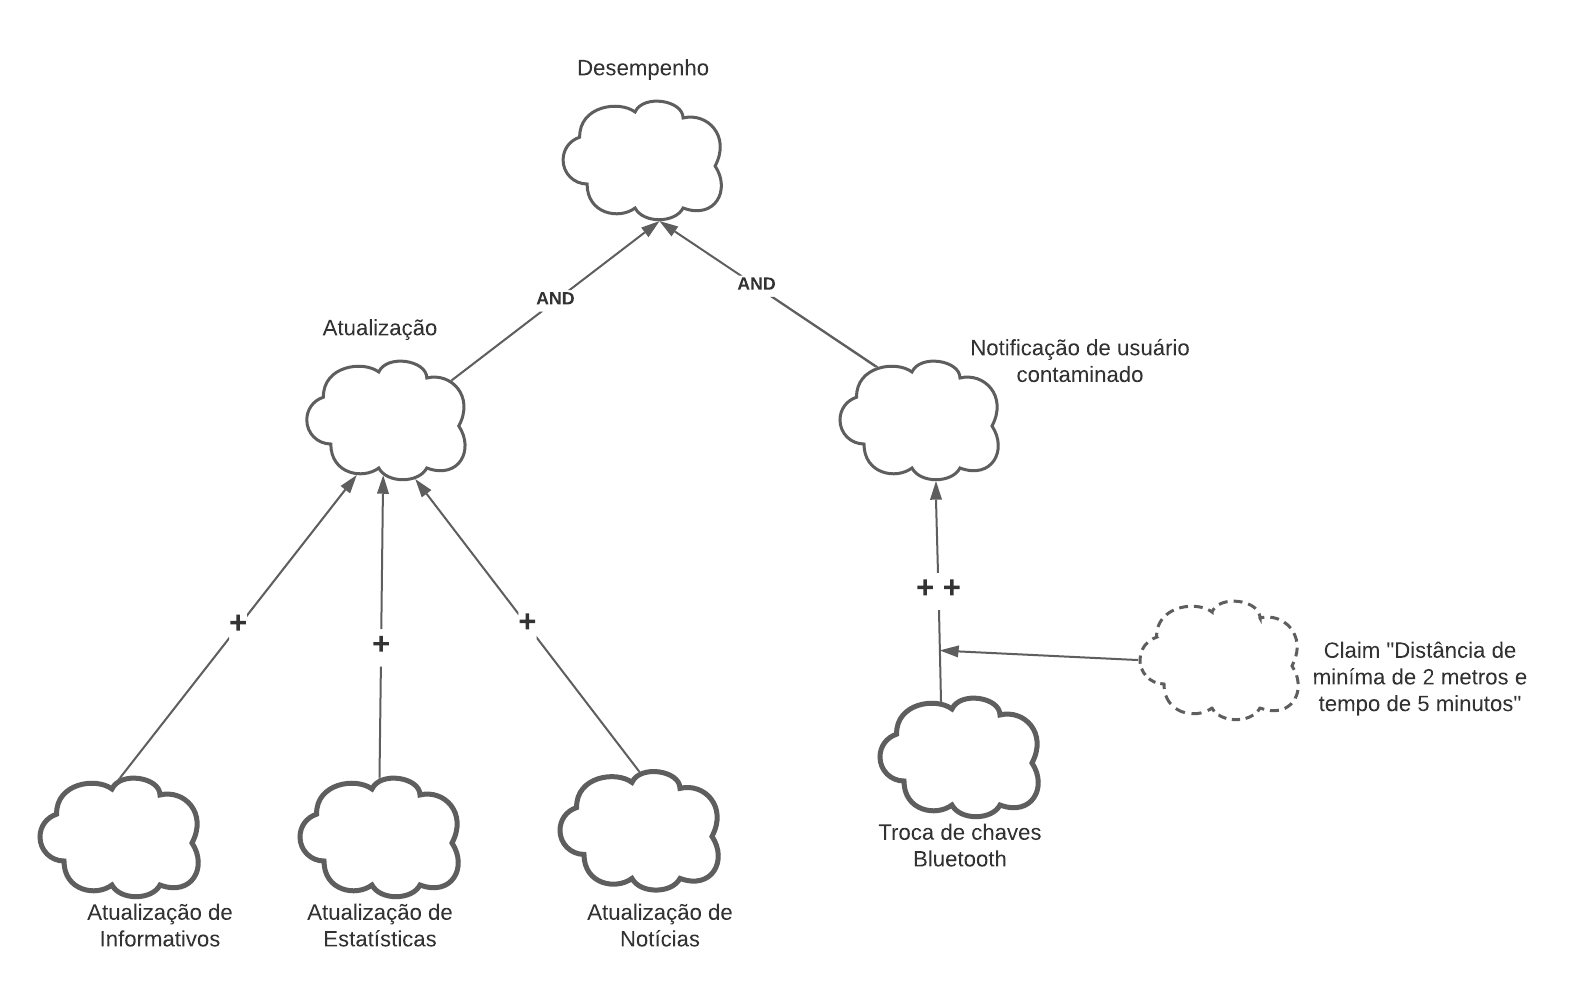 Desempenho
AND
AND
Atualização
Notificação de usuário
contaminado
+
+
+
+ +
Claim "Distância de
miníma de 2 metros e
tempo de 5 minutos"
Troca de chaves
Bluetooth
Atualização de
Informativos
Atualização de
Estatísticas
Atualização de
Notícias